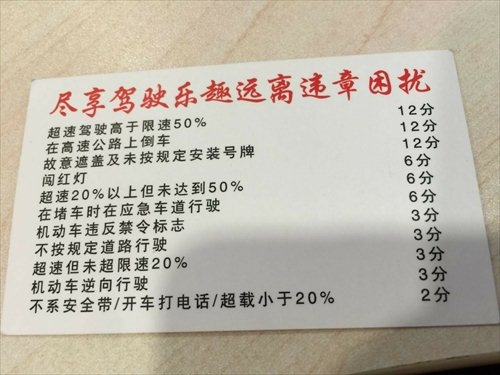 尽享驾驶乐趣远离违章困扰
超速驾驶高于限速50% 12分
在高速公路上倒车 12分
故意遮盖及未按规定安装号牌 12分
闯红灯 6分
超速20%以上但未达到50% 6分
在堵车时在应急车道行驶 6分
机动车违反禁令标志 3分
不按规定道路行驶 3分
超速但未超限速20% 3分
机动车逆向行驶 3分
不系安全带/开车打电话/超载小于20% 2分